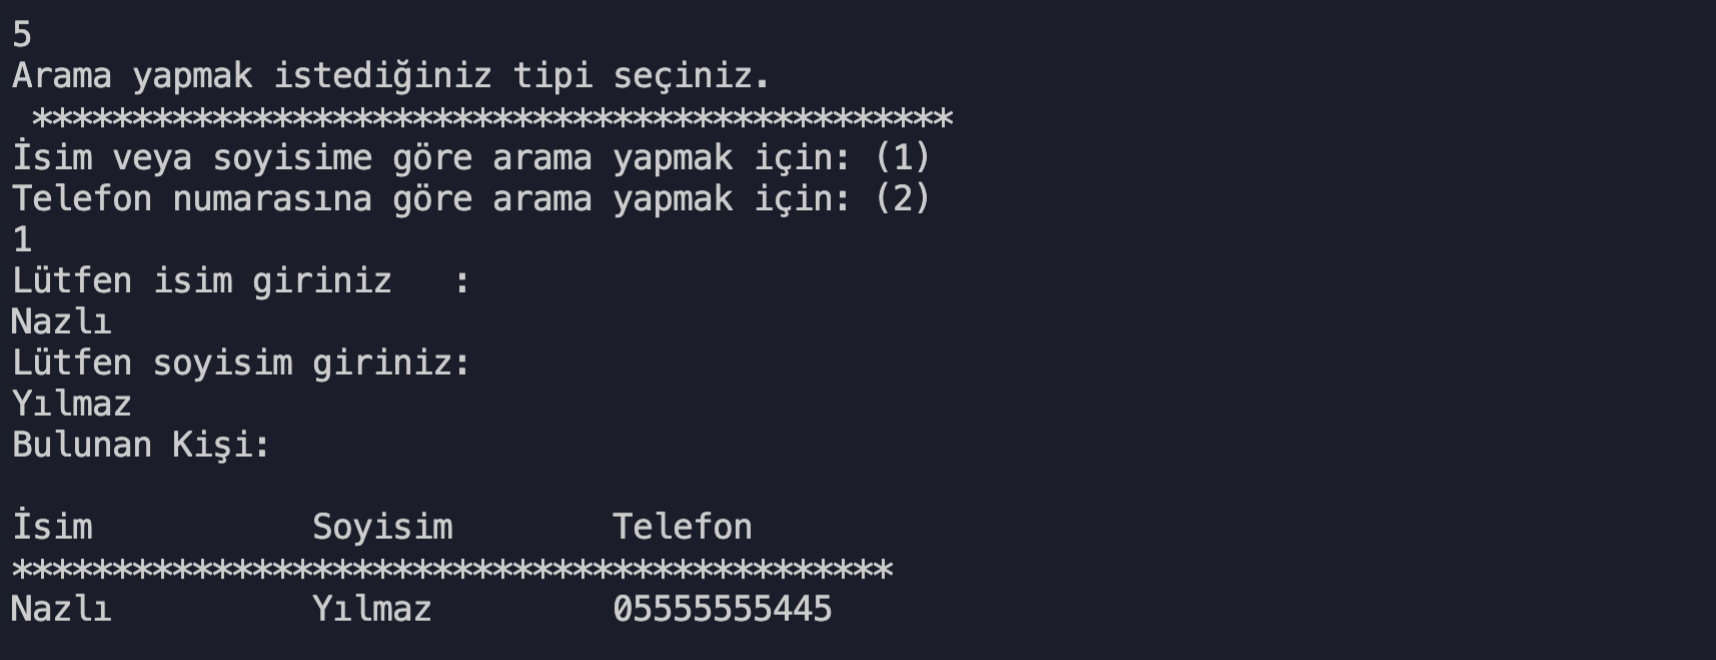 5
Arama yapmak istediğiniz tipi seçiniz.
**********************************************
İsim veya soyisime göre arama yapmak için: (1)
Telefon numarasına göre arama yapmak için: (2)
1
Lütfen isim giriniz   :
Nazlı
Lütfen soyisim giriniz:
Yılmaz
Bulunan Kişi:
İsim           Soyisim        Telefon
********************************************
Nazlı          Yılmaz         05555555445